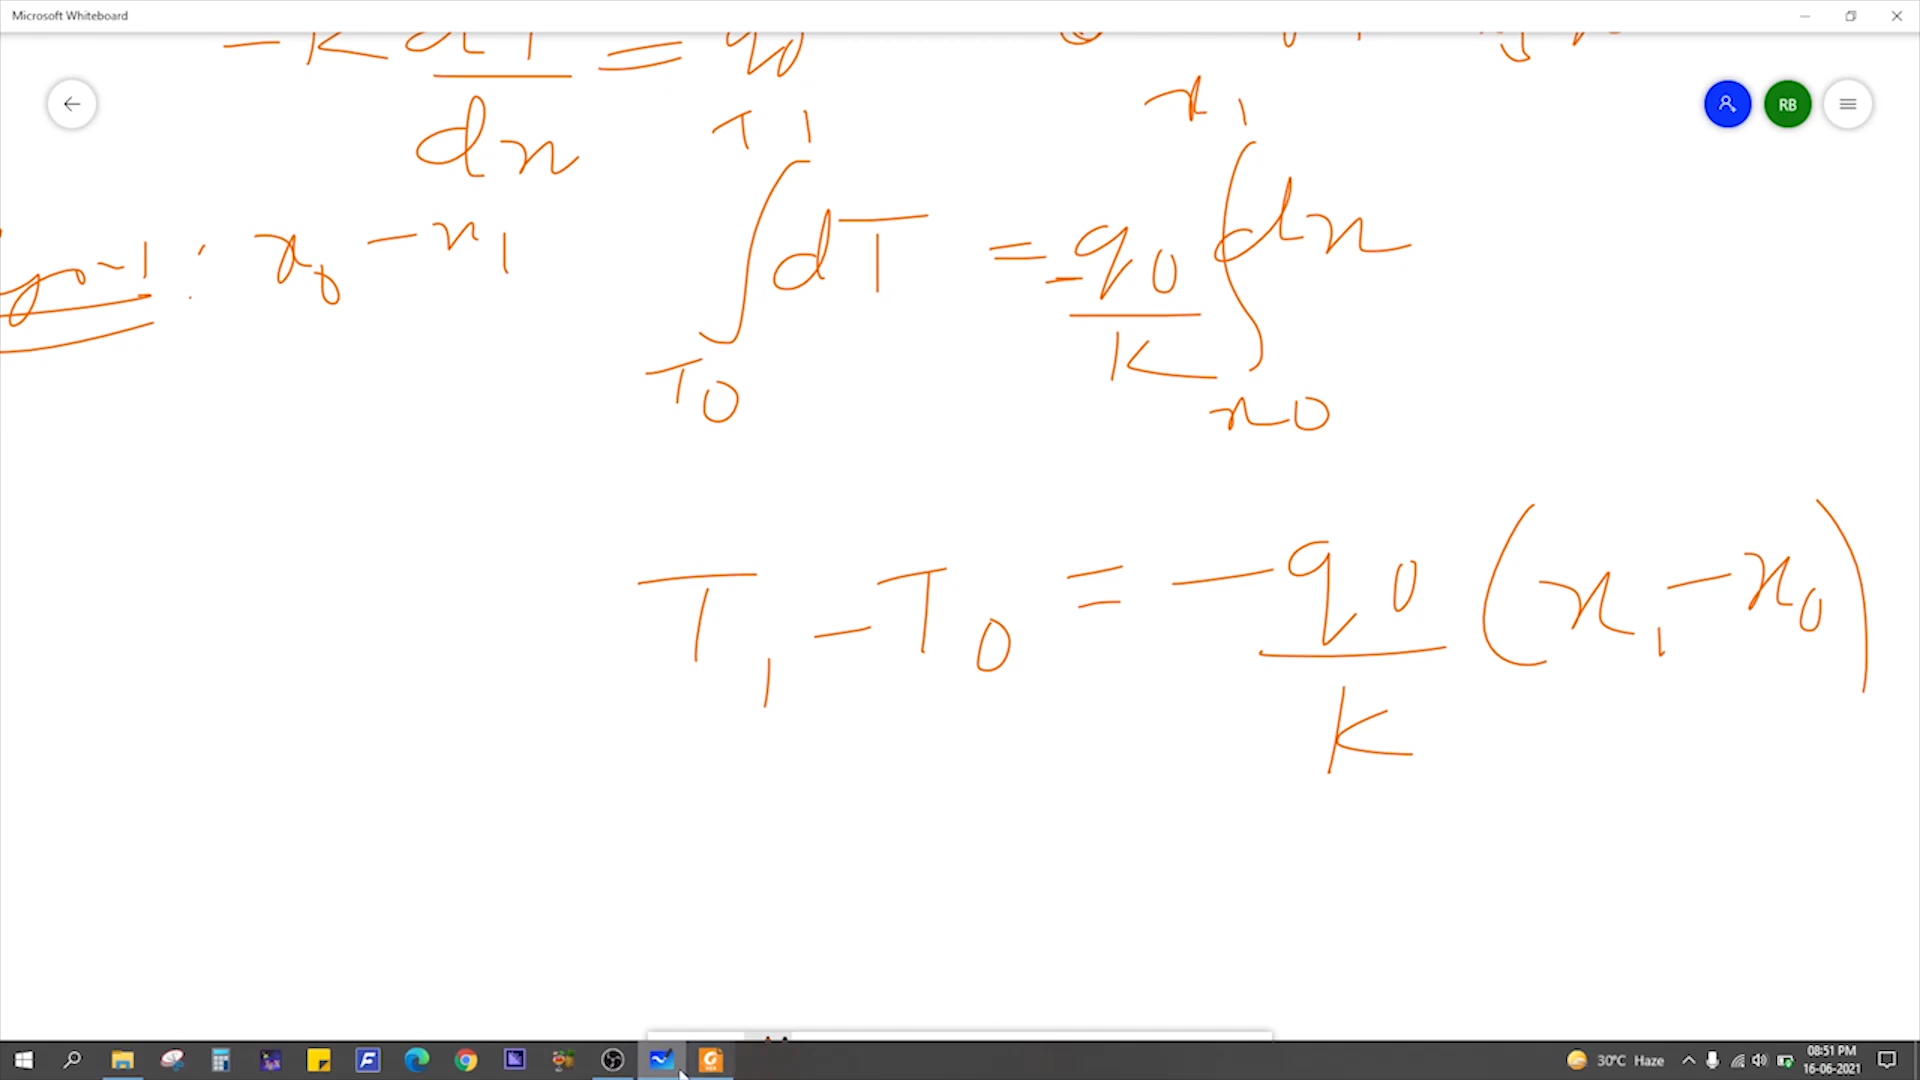 Microsoft Whiteboard
RB
-k dT/dx = q0
: x0 - x1
∫_{T0}^{T1} dT = -q0/k ∫_{x0}^{x1} dx
T1 - T0 = -q0/k (x1 - x0)
30°C Haze
08:51 PM
16-06-2021